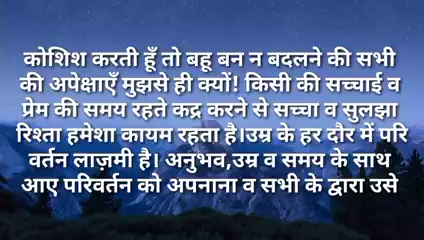 कोशिश करती हूँ तो बहू बन न बदलने की सभी
की अपेक्षाएँ मुझसे ही क्यों! किसी की सच्चाई व
प्रेम की समय रहते कद्र करने से सच्चा व सुलझा
रिश्ता हमेशा कायम रहता है।उम्र के हर दौर में परि
वर्तन लाज़मी है। अनुभव,उम्र व समय के साथ
आए परिवर्तन को अपनाना व सभी के द्वारा उसे